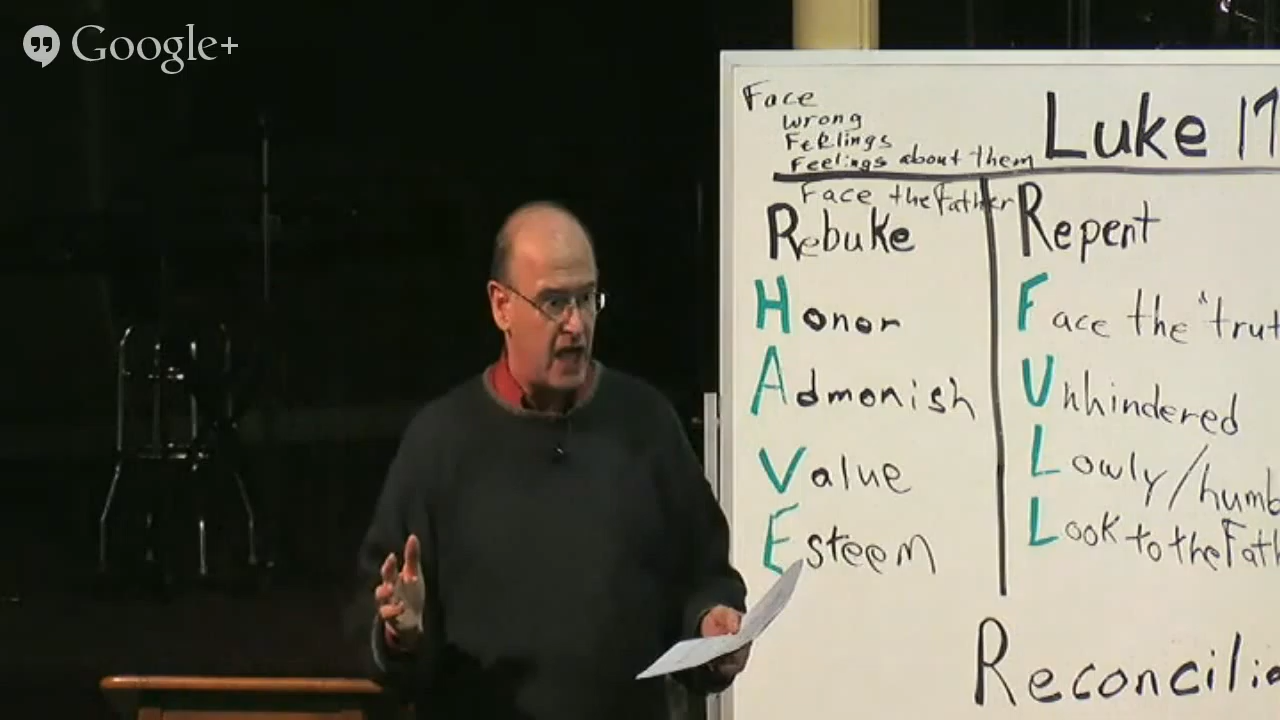 Google+
Face
Wrong
Feelings
Feelings about them
Luke 17
Face the Father
Rebuke
Honor
Admonish
Value
Esteem
Repent
Face the "trut
Unhindered
Lowly/humb
Look to the Fath
Reconcilia